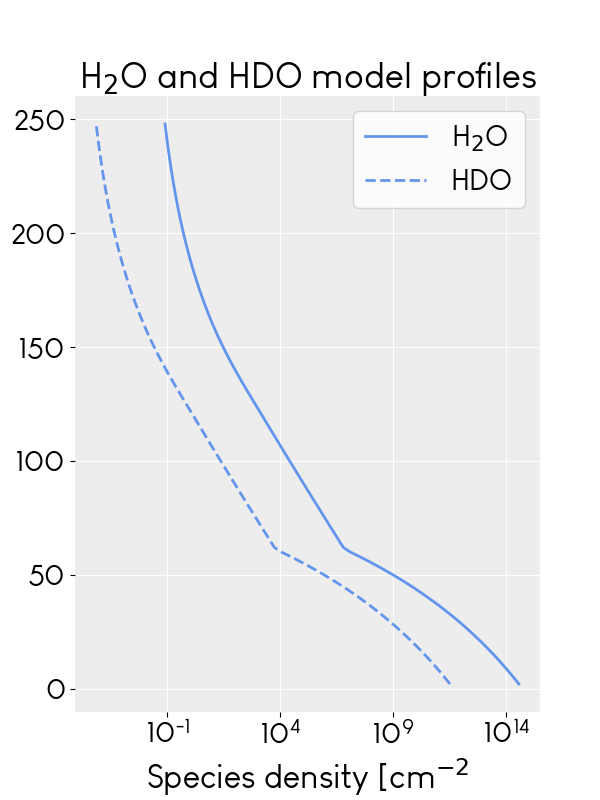 H₂O and HDO model profiles
H₂O
HDO
250
200
150
100
50
0
10⁻¹ 10⁴ 10⁹ 10¹⁴
Species density [cm⁻²